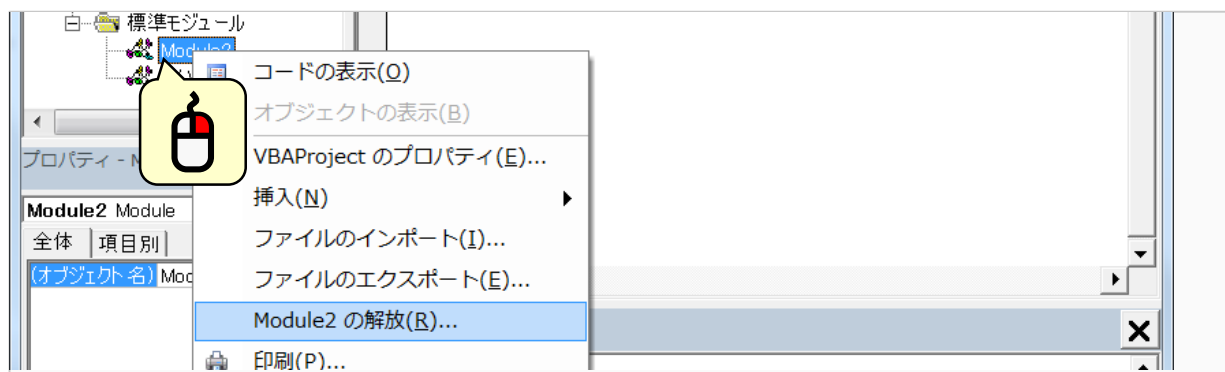 標準モジュール
Module2
コードの表示(O)
オブジェクトの表示(B)
プロパティ - M
VBAProject のプロパティ(E)...
挿入(N)
Module2 Module
全体 項目別
ファイルのインポート(I)...
(オブジェクト名) Mod
ファイルのエクスポート(E)...
Module2 の解放(R)...
印刷(P)...